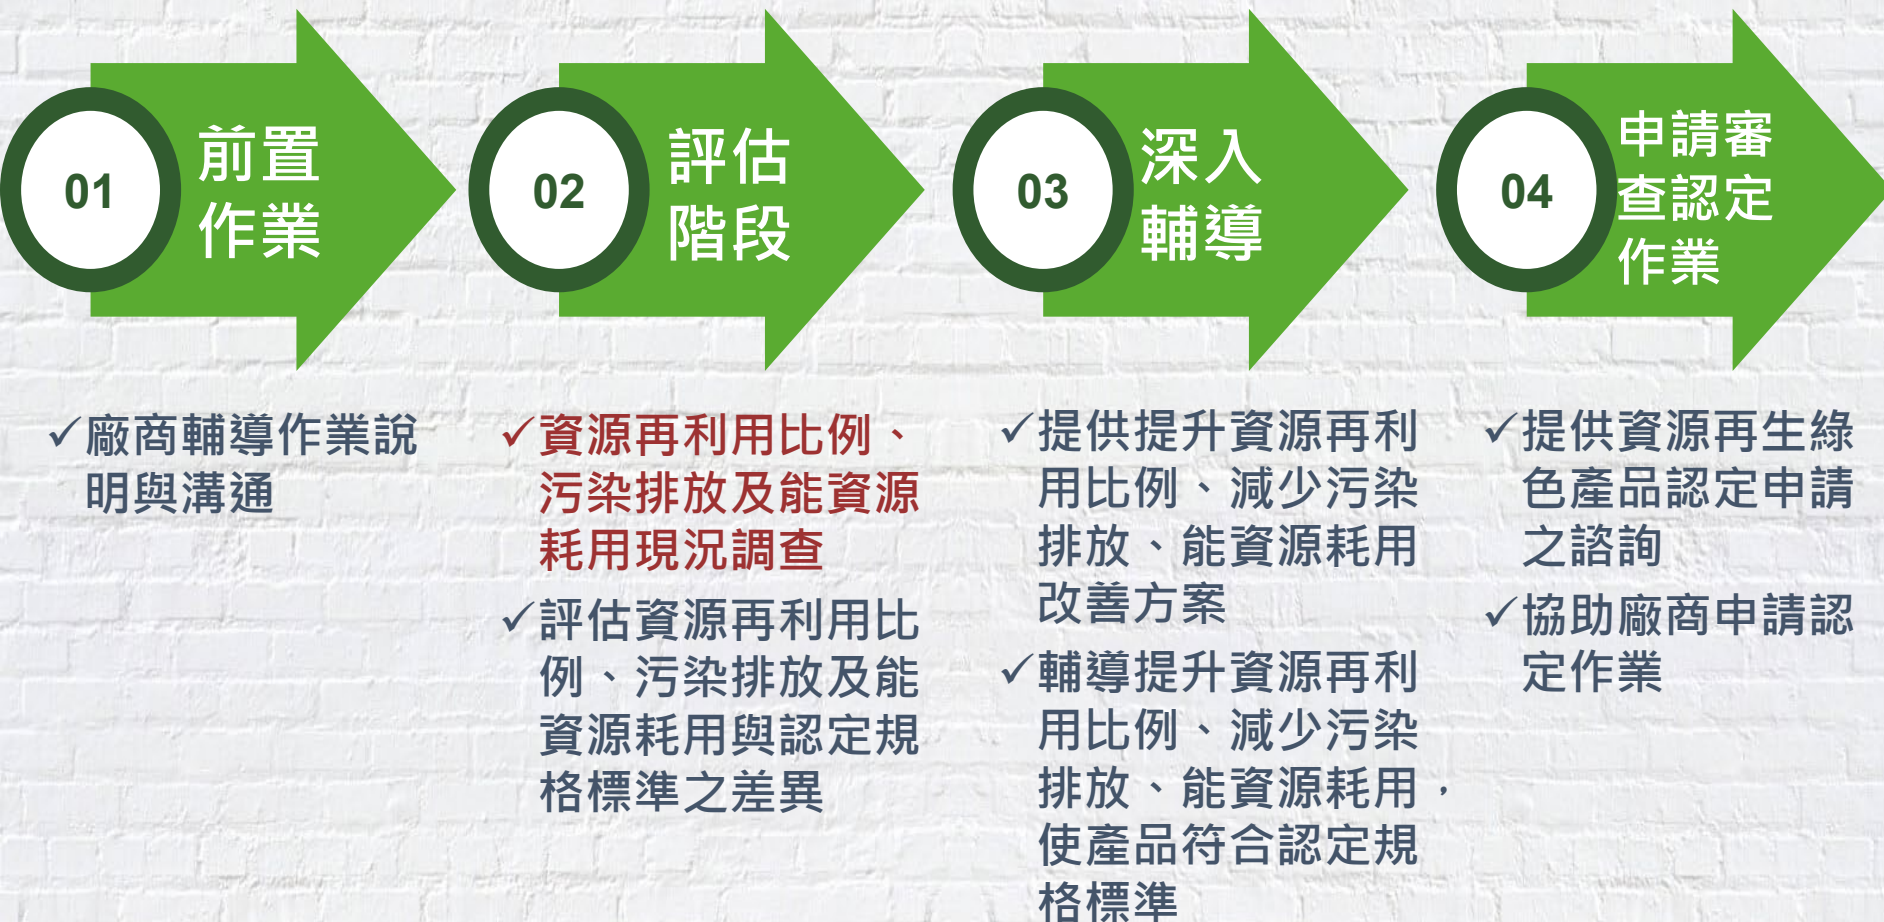 01
前置
作業
✓廠商輔導作業說
明與溝通
02
評估
階段
✓資源再利用比例、
污染排放及能資源
耗用現況調查
✓評估資源再利用比
例、污染排放及能
資源耗用與認定規
格標準之差異
03
深入
輔導
✓提供提升資源再利
用比例、減少污染
排放、能資源耗用
改善方案
✓輔導提升資源再利
用比例、減少污染
排放、能資源耗用，
使產品符合認定規
格標準
04
申請審
查認定
作業
✓提供資源再生綠
色產品認定申請
之諮詢
✓協助廠商申請認
定作業